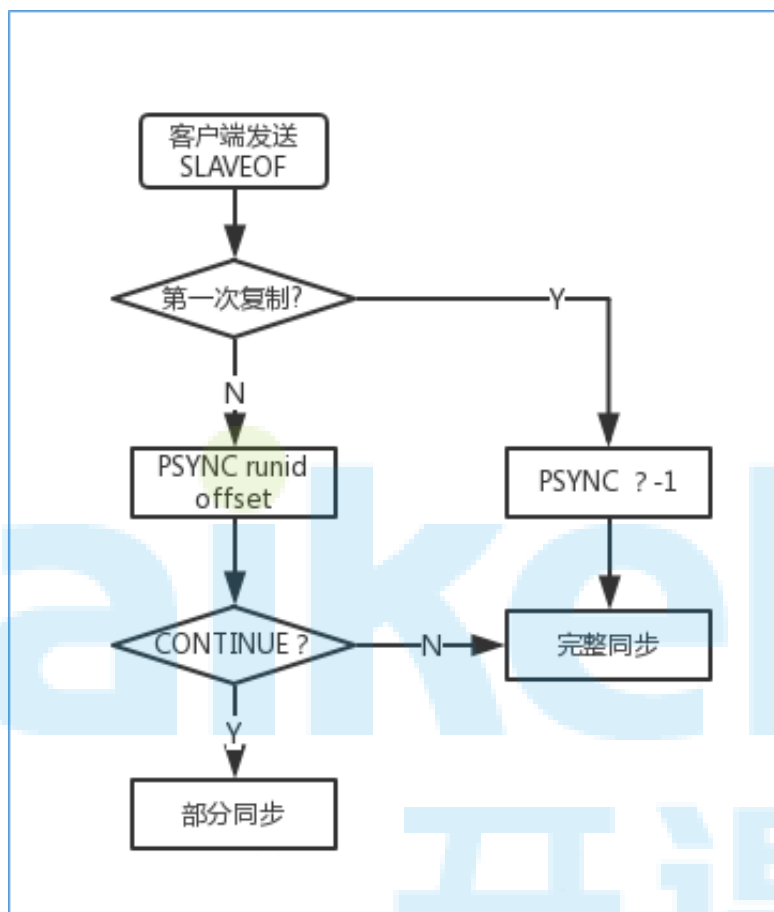 客户端发送
SLAVEOF
第一次复制?
Y
N
PSYNC runid
offset
PSYNC ? -1
CONTINUE ?
N
完整同步
Y
部分同步
aike